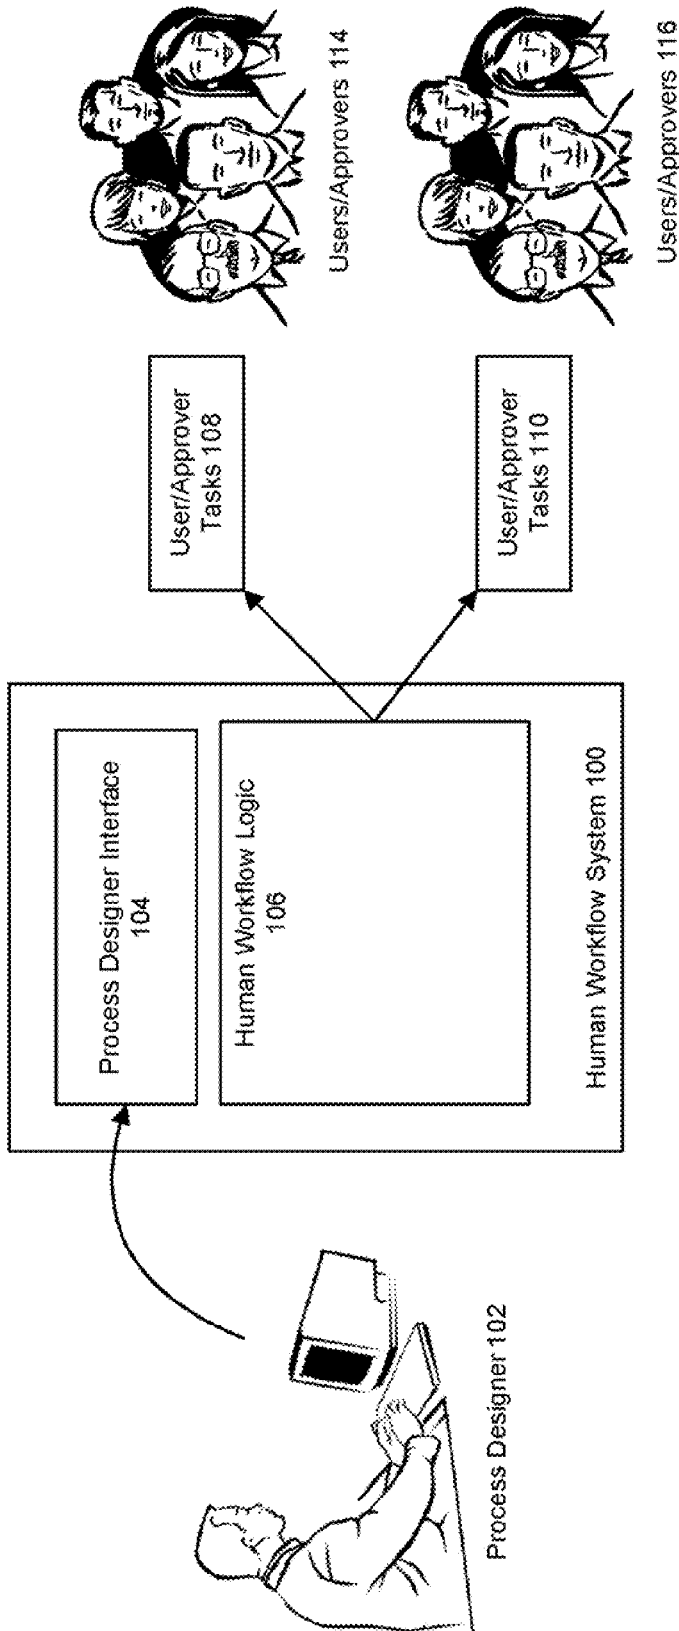 Process Designer 102
Process Designer Interface
104
Human Workflow Logic
106
Human Workflow System 100
User/Approver
Tasks 108
User/Approver
Tasks 110
Users/Approvers 114
Users/Approvers 116